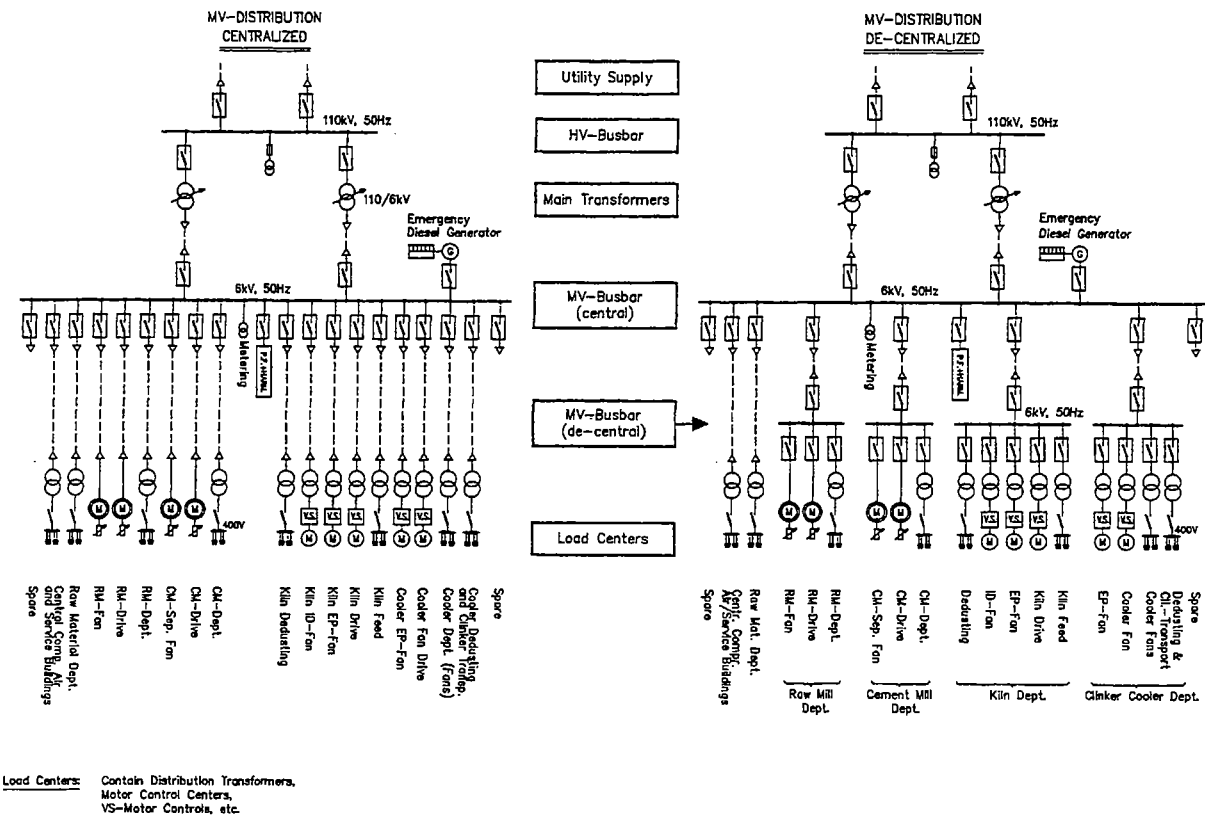 MV-DISTRIBUTION
CENTRALIZED
110kV, 50Hz
110/6kV
Emergency
Diesel Generator
G
6kV, 50Hz
Metering
M
M
M
M
V.S.
V.S.
V.S.
V.S.
V.S.
M
M
M
M
M
400V
Spare
Central Comp. Air
and Service Buildings
Raw Material Dept.
RM-Fan
RM-Drive
RM-Dept.
CM-Sep. Fan
CM-Drive
CM-Dept.
Kiln Dedusting
Kiln ID-Fan
Kiln EP-Fan
Kiln Drive
Kiln Feed
Cooler EP-Fan
Cooler Fan Drive
Cooler Dept. (Fans)
Cooler Dedusting
and Clinker Transp.
Spare
Utility Supply
HV-Busbar
Main Transformers
MV-Busbar
(central)
MV-Busbar
(de-central)
Load Centers
MV-DISTRIBUTION
DE-CENTRALIZED
110kV, 50Hz
Emergency
Diesel Generator
G
6kV, 50Hz
Metering
6kV, 50Hz
M
M
M
M
V.S.
V.S.
V.S.
V.S.
V.S.
M
M
M
M
M
400V
Spare
Centr. Compr.
Air/Service Buildings
Raw Mat. Dept.
RM-Fan
RM-Drive
RM-Dept.
CM-Sep. Fan
CM-Drive
CM-Dept.
Dedusting
ID-Fan
EP-Fan
Kiln Drive
Kiln Feed
EP-Fan
Cooler Fan
Cooler Fans
Dedusting &
Cli.-Transport
Spare
Raw Mill
Dept.
Cement Mill
Dept.
Kiln Dept.
Clinker Cooler Dept.
Load Centers: Contain Distribution Transformers,
Motor Control Centers,
VS-Motor Controls, etc.